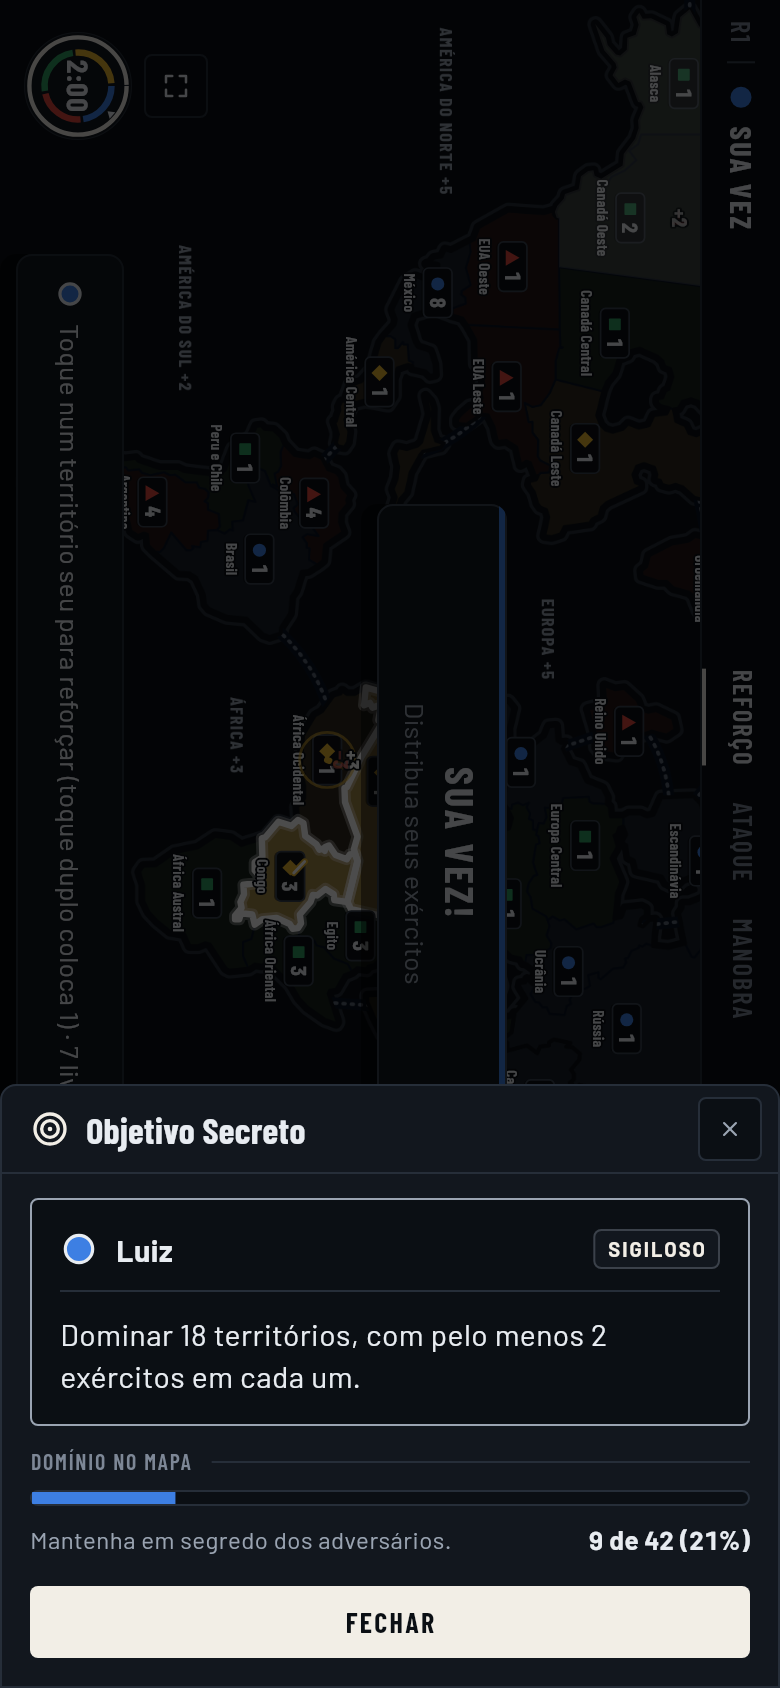 R1
SUA VEZ
REFORÇO
ATAQUE
MANOBRA
Alasca
1
+2
Canadá Oeste
2
Canadá Central
1
Canadá Leste
1
EUA Oeste
1
EUA Leste
1
México
8
América Central
1
AMÉRICA DO NORTE +5
AMÉRICA DO SUL +2
Colômbia
4
Peru e Chile
1
Brasil
1
4
EUROPA +5
Reino Unido
1
Escandinávia
Europa Central
1
1
1
Ucrânia
1
Rússia
1
ÁFRICA +3
África Ocidental
1
+3
Congo
3
Egito
3
África Oriental
3
África Austral
1
SUA VEZ!
Distribua seus exércitos
2:00
Toque num território seu para reforçar (toque duplo coloca 1) · 7 liv
Objetivo Secreto
Luiz
SIGILOSO
Dominar 18 territórios, com pelo menos 2
exércitos em cada um.
DOMÍNIO NO MAPA
Mantenha em segredo dos adversários.
9 de 42 (21%)
FECHAR